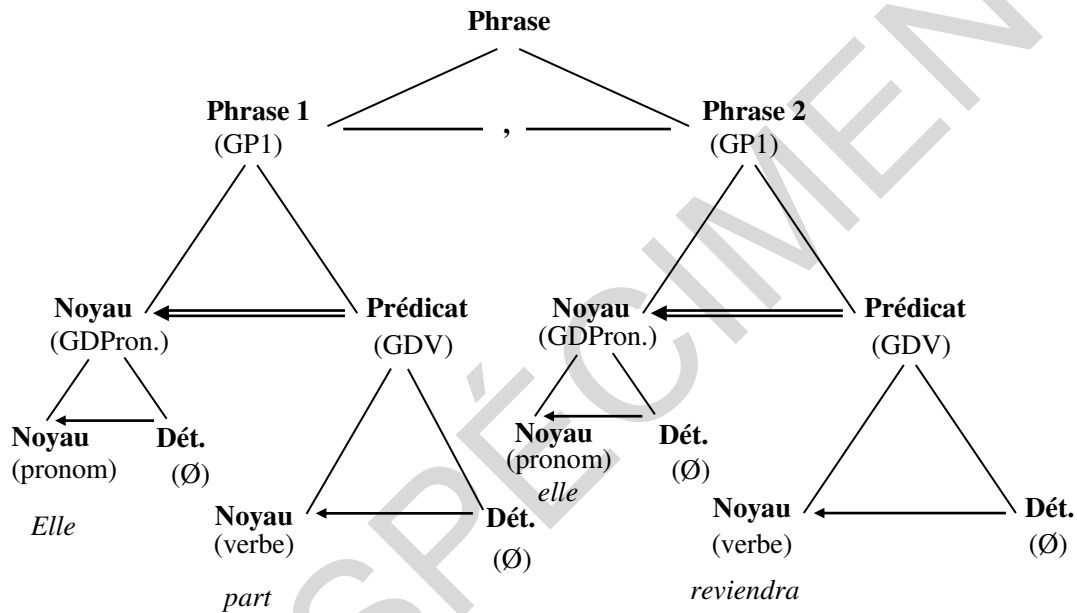 Phrase
Phrase 1 , Phrase 2
(GP1) (GP1)
Noyau Prédicat Noyau Prédicat
(GDPron.) (GDV) (GDPron.) (GDV)
Noyau Dét. Noyau Dét.
(pronom) (Ø) (pronom) (Ø)
Elle elle
Noyau Dét. Noyau Dét.
(verbe) (Ø) (verbe) (Ø)
part reviendra
SPÉCIMEN